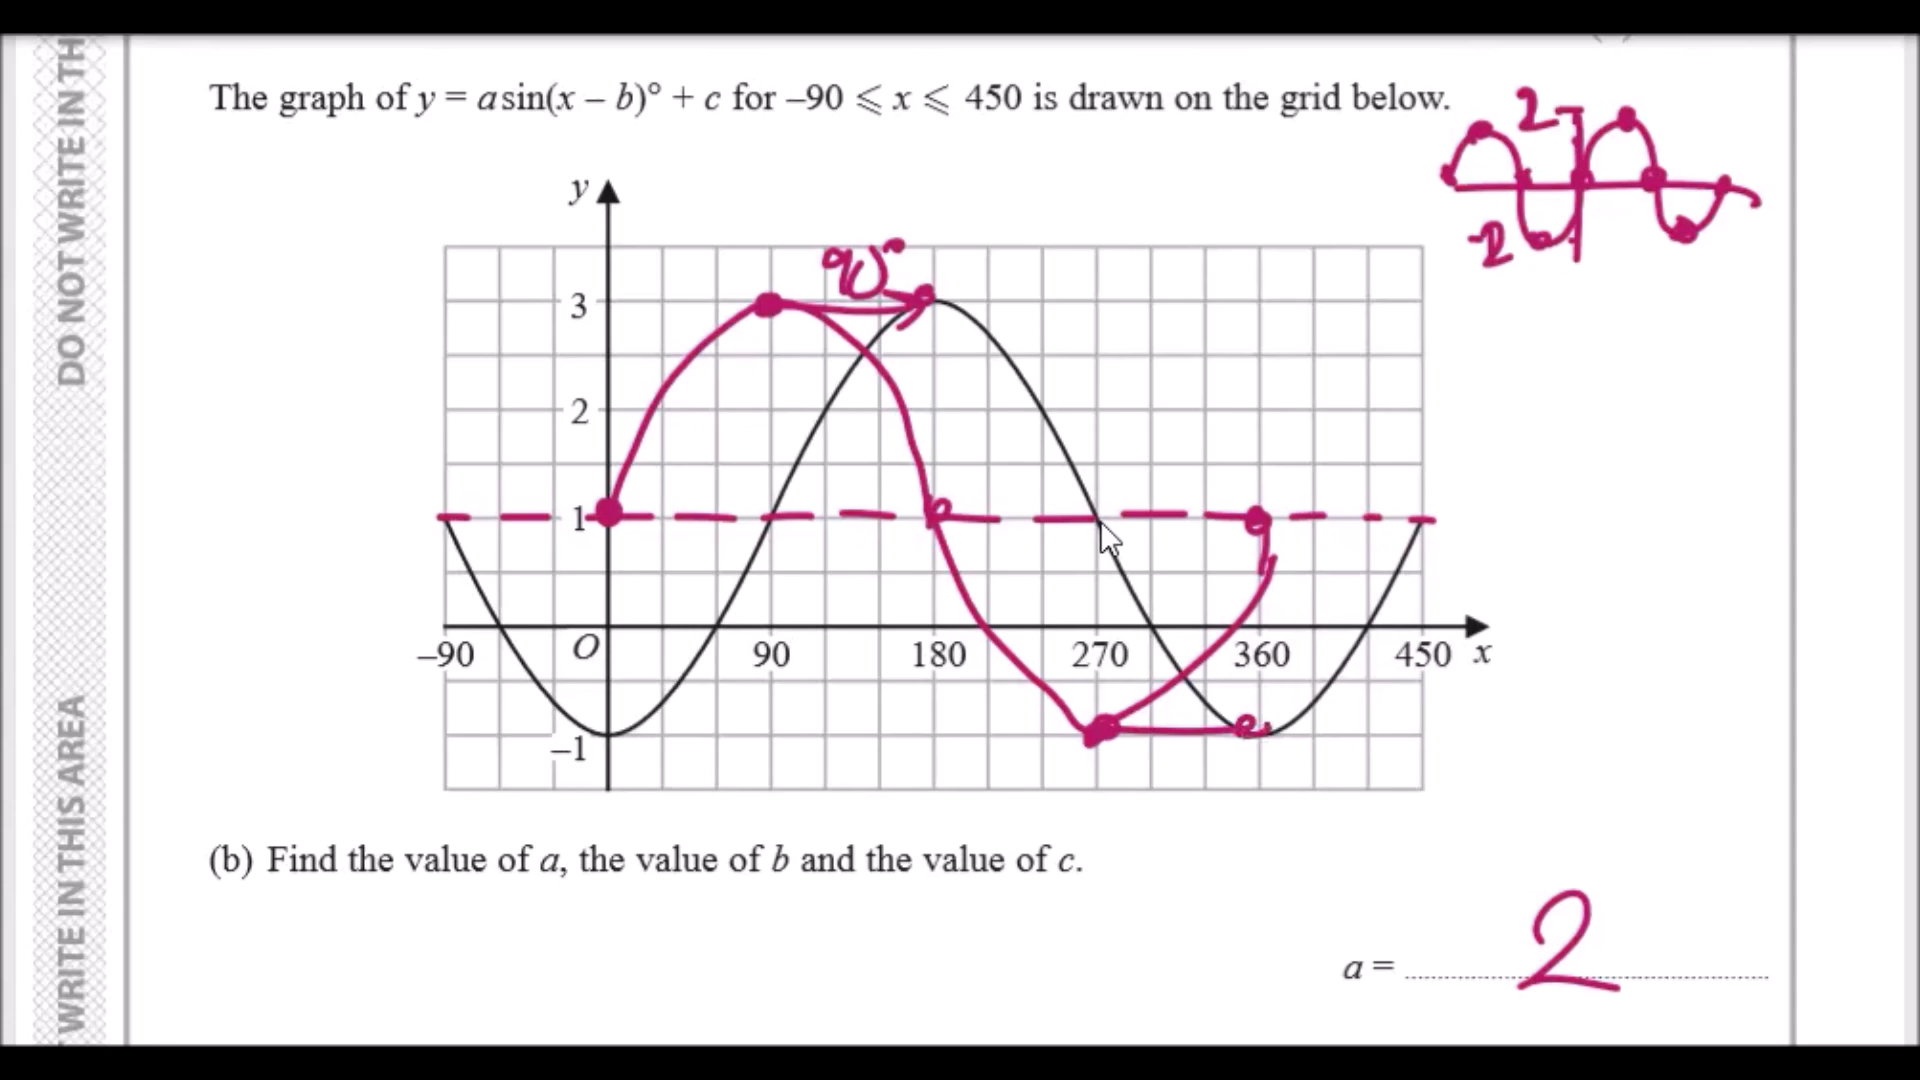 DO NOT WRITE IN TH
WRITE IN THIS AREA
The graph of y = a sin(x – b)° + c for –90 ⩽ x ⩽ 450 is drawn on the grid below.
2
-2
y
90°
3
2
1
O
–90 90 180 270 360 450 x
–1
(b) Find the value of a, the value of b and the value of c.
a = 2